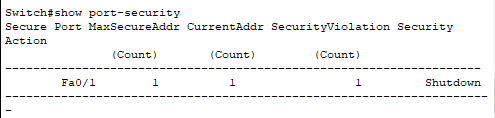 Switch#show port-security
Secure Port MaxSecureAddr CurrentAddr SecurityViolation Security
Action
(Count) (Count) (Count)
--------------------------------------------------------------------
Fa0/1 1 1 1 Shutdown
--------------------------------------------------------------------